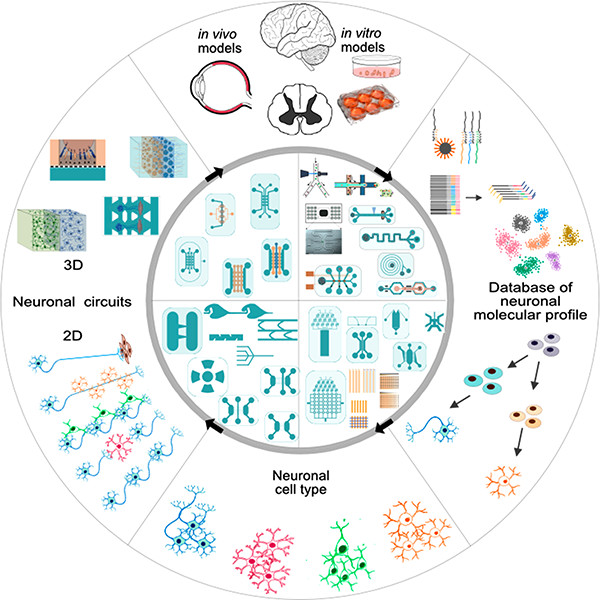 in vivo
models
in vitro
models
3D
Neuronal circuits
2D
Database of
neuronal
molecular profile
Neuronal
cell type